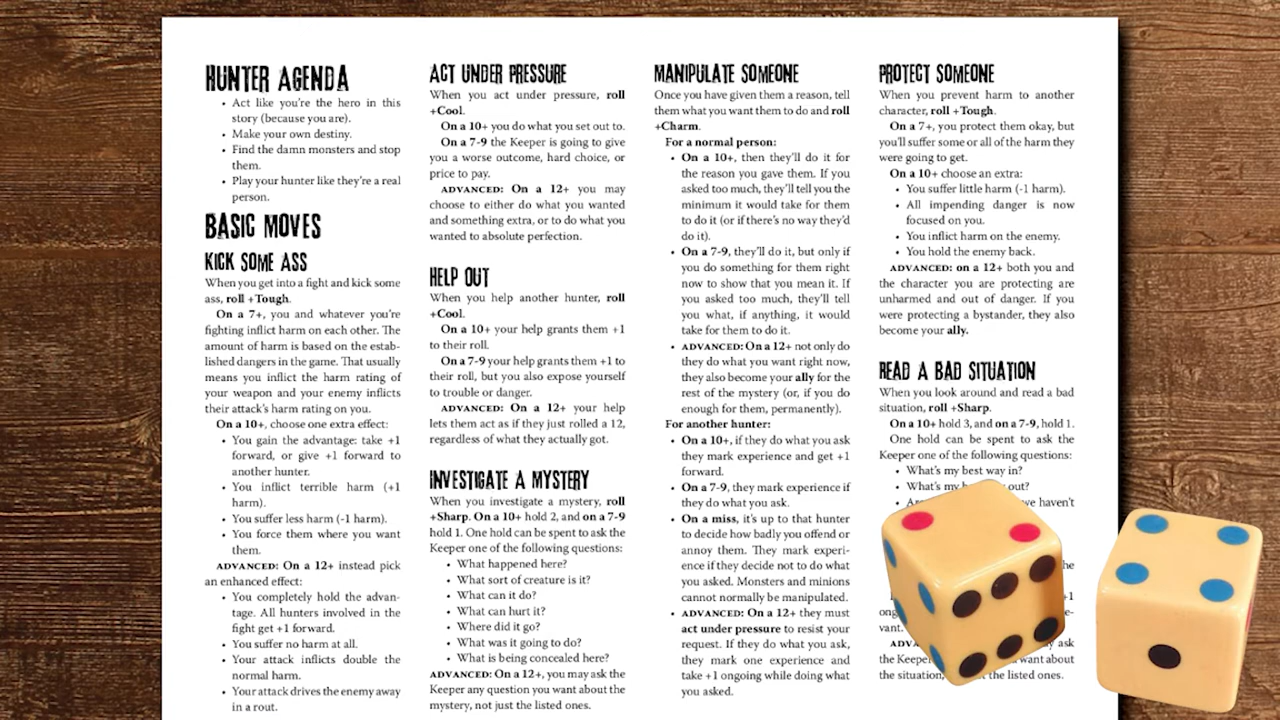 HUNTER AGENDA
• Act like you're the hero in this
story (because you are).
• Make your own destiny.
• Find the damn monsters and stop
them.
• Play your hunter like they're a real
person.
BASIC MOVES
KICK SOME ASS
When you get into a fight and kick some
ass, roll +Tough.
On a 7+, you and whatever you're
fighting inflict harm on each other. The
amount of harm is based on the estab-
lished dangers in the game. That usually
means you inflict the harm rating of
your weapon and your enemy inflicts
their attack's harm rating on you.
On a 10+, choose one extra effect:
• You gain the advantage: take +1
forward, or give +1 forward to
another hunter.
• You inflict terrible harm (+1
harm).
• You suffer less harm (-1 harm).
• You force them where you want
them.
ADVANCED: On a 12+ instead pick
an enhanced effect:
• You completely hold the advan-
tage. All hunters involved in the
fight get +1 forward.
• You suffer no harm at all.
• Your attack inflicts double the
normal harm.
• Your attack drives the enemy away
in a rout.
ACT UNDER PRESSURE
When you act under pressure, roll
+Cool.
On a 10+ you do what you set out to.
On a 7-9 the Keeper is going to give
you a worse outcome, hard choice, or
price to pay.
ADVANCED: On a 12+ you may
choose to either do what you wanted
and something extra, or to do what you
wanted to absolute perfection.
HELP OUT
When you help another hunter, roll
+Cool.
On a 10+ your help grants them +1
to their roll.
On a 7-9 your help grants them +1 to
their roll, but you also expose yourself
to trouble or danger.
ADVANCED: On a 12+ your help
lets them act as if they just rolled a 12,
regardless of what they actually got.
INVESTIGATE A MYSTERY
When you investigate a mystery, roll
+Sharp. On a 10+ hold 2, and on a 7-9
hold 1. One hold can be spent to ask the
Keeper one of the following questions:
• What happened here?
• What sort of creature is it?
• What can it do?
• What can hurt it?
• Where did it go?
• What was it going to do?
• What is being concealed here?
ADVANCED: On a 12+, you may ask the
Keeper any question you want about the
mystery, not just the listed ones.
MANIPULATE SOMEONE
Once you have given them a reason, tell
them what you want them to do and roll
+Charm.
For a normal person:
• On a 10+, then they'll do it for
the reason you gave them. If you
asked too much, they'll tell you the
minimum it would take for them
to do it (or if there's no way they'd
do it).
• On a 7-9, they'll do it, but only if
you do something for them right
now to show that you mean it. If
you asked too much, they'll tell
you what, if anything, it would
take for them to do it.
• ADVANCED: On a 12+ not only do
they do what you want right now,
they also become your ally for the
rest of the mystery (or, if you do
enough for them, permanently).
For another hunter:
• On a 10+, if they do what you ask
they mark experience and get +1
forward.
• On a 7-9, they mark experience if
they do what you ask.
• On a miss, it's up to that hunter
to decide how badly you offend or
annoy them. They mark experi-
ence if they decide not to do what
you asked. Monsters and minions
cannot normally be manipulated.
• ADVANCED: On a 12+ they must
act under pressure to resist your
request. If they do what you ask,
they mark one experience and
take +1 ongoing while doing what
you asked.
PROTECT SOMEONE
When you prevent harm to another
character, roll +Tough.
On a 7+, you protect them okay, but
you'll suffer some or all of the harm they
were going to get.
On a 10+ choose an extra:
• You suffer little harm (-1 harm).
• All impending danger is now
focused on you.
• You inflict harm on the enemy.
• You hold the enemy back.
ADVANCED: on a 12+ both you and
the character you are protecting are
unharmed and out of danger. If you
were protecting a bystander, they also
become your ally.
READ A BAD SITUATION
When you look around and read a bad
situation, roll +Sharp.
On a 10+ hold 3, and on a 7-9, hold 1.
One hold can be spent to ask the
Keeper one of the following questions:
• What's my best way in?
• What's my out?
• we haven't
+1
ask
the Keeper want about
the situation, the listed ones.